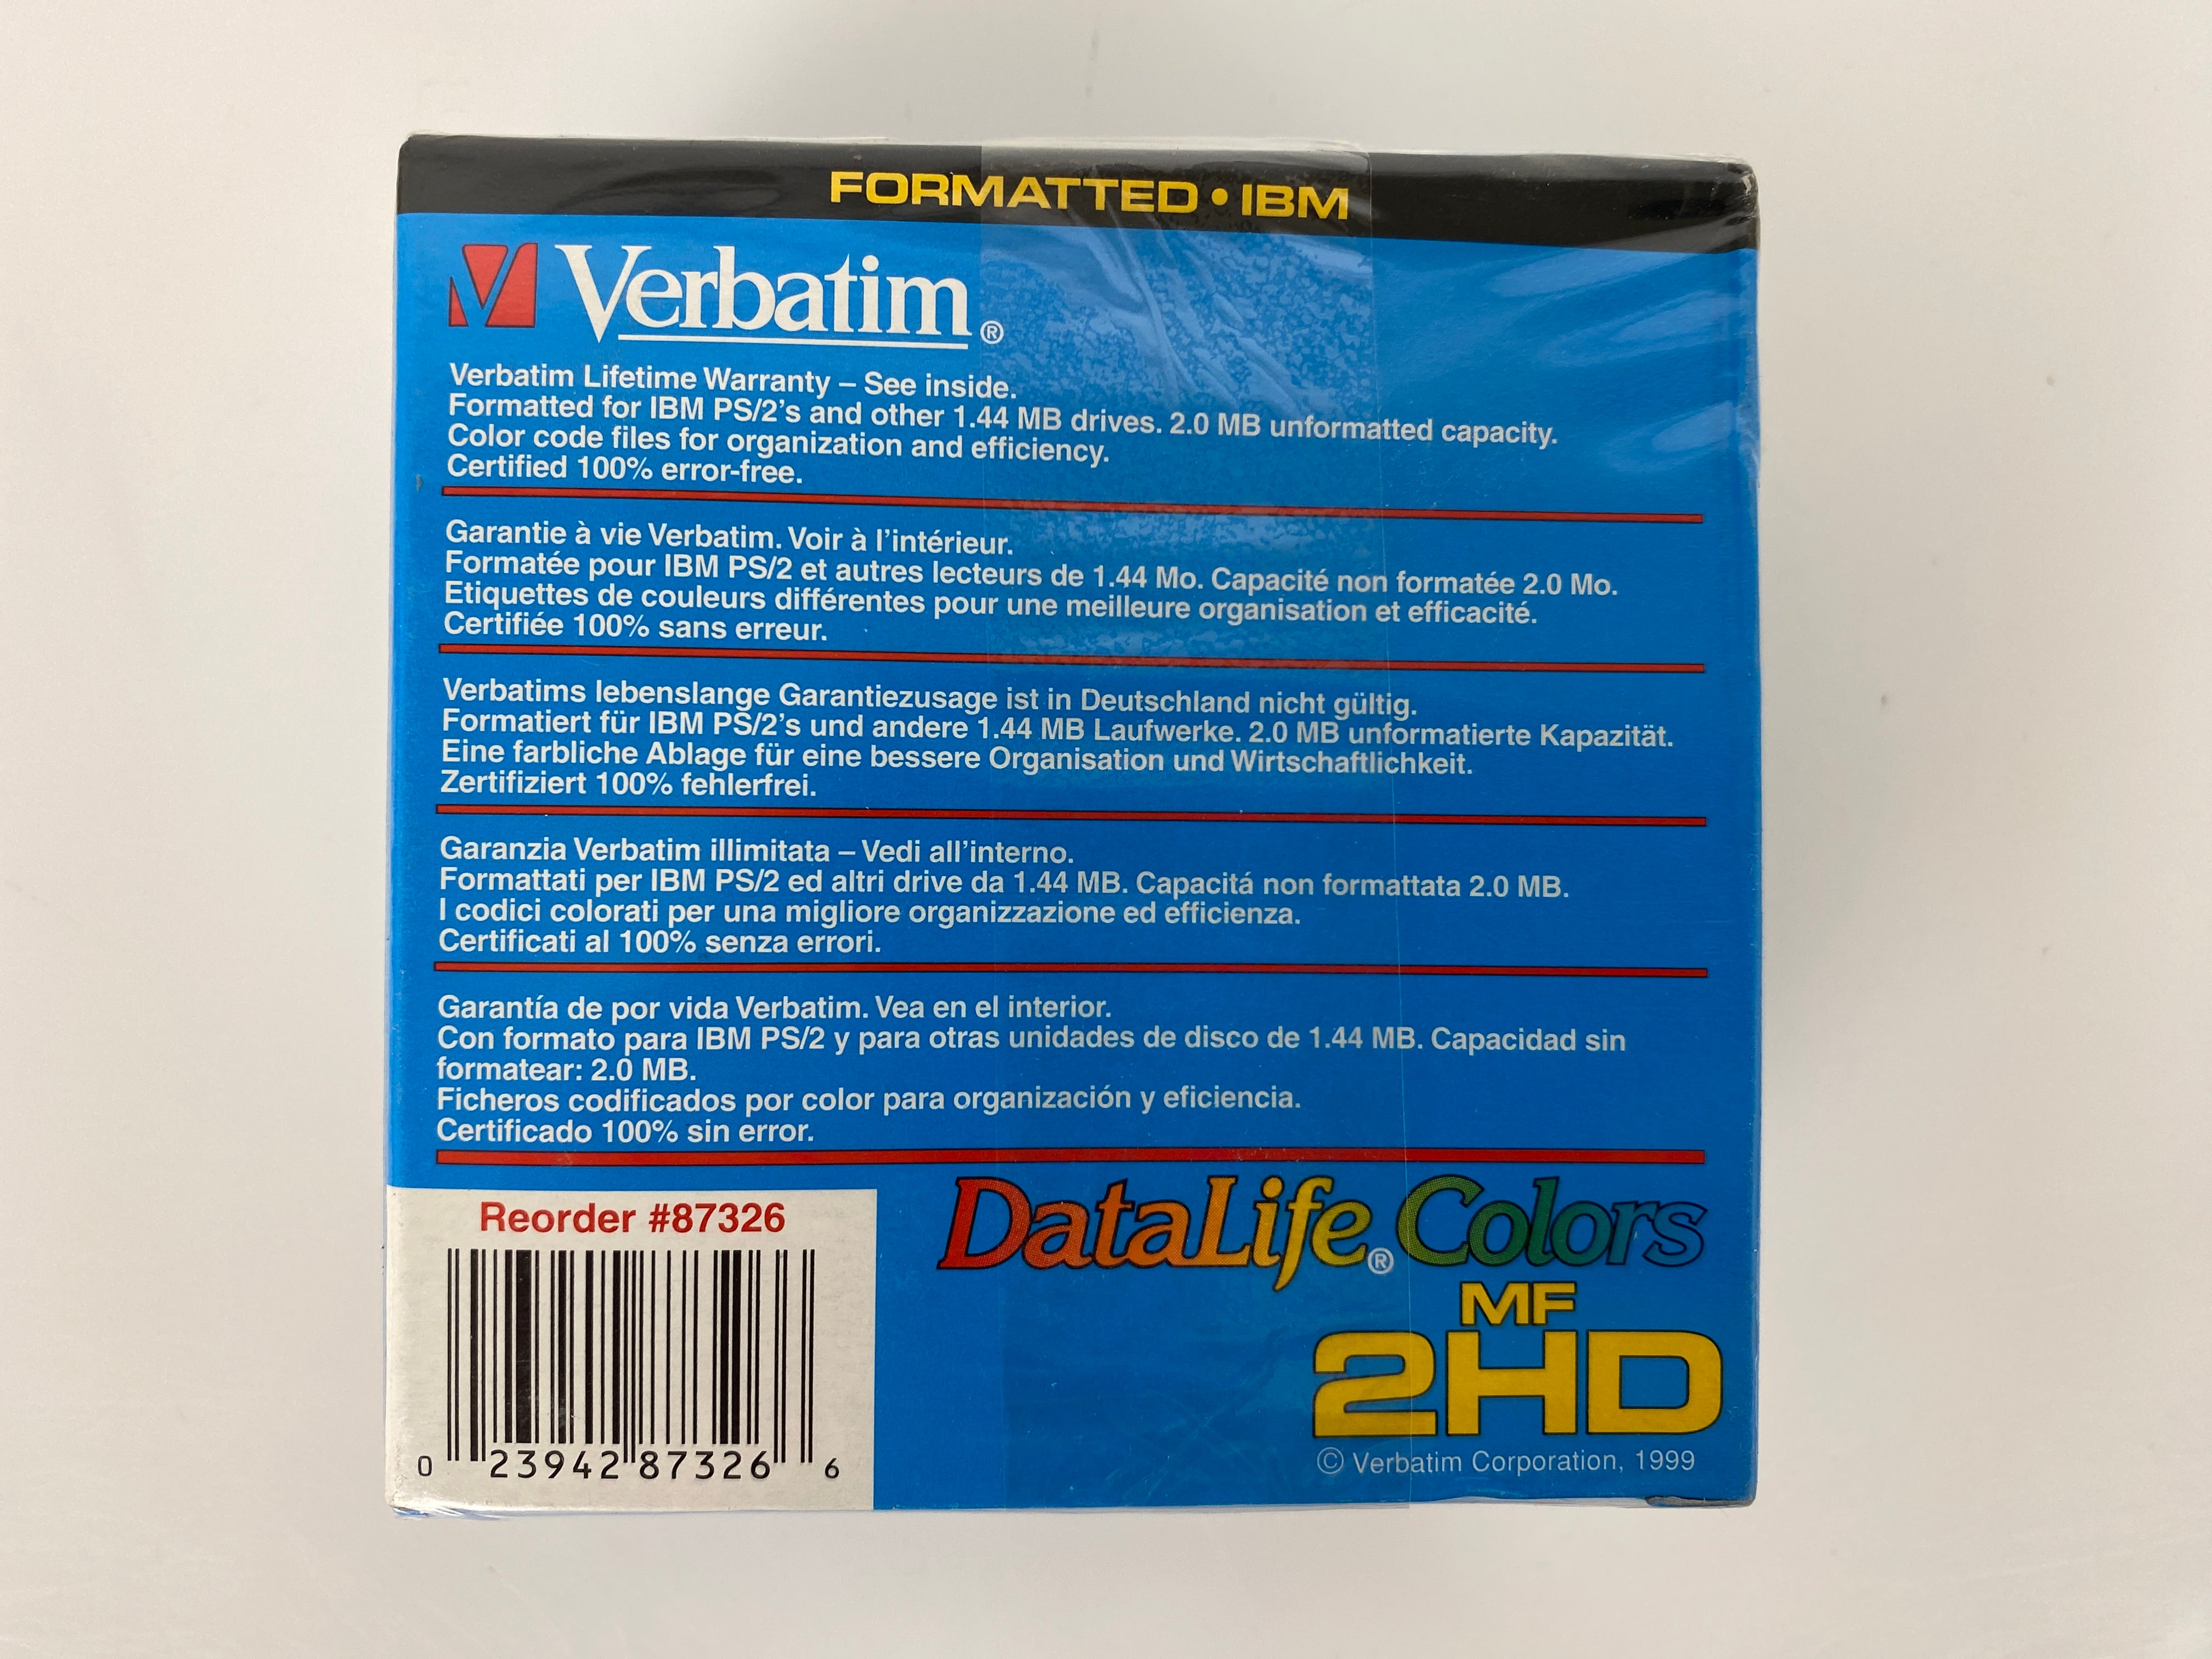 FORMATTED • IBM
Verbatim®
Verbatim Lifetime Warranty – See inside.
Formatted for IBM PS/2's and other 1.44 MB drives. 2.0 MB unformatted capacity.
Color code files for organization and efficiency.
Certified 100% error-free.
Garantie à vie Verbatim. Voir à l'intérieur.
Formatée pour IBM PS/2 et autres lecteurs de 1.44 Mo. Capacité non formatée 2.0 Mo.
Etiquettes de couleurs différentes pour une meilleure organisation et efficacité.
Certifiée 100% sans erreur.
Verbatims lebenslange Garantiezusage ist in Deutschland nicht gültig.
Formatiert für IBM PS/2's und andere 1.44 MB Laufwerke. 2.0 MB unformatierte Kapazität.
Eine farbliche Ablage für eine bessere Organisation und Wirtschaftlichkeit.
Zertifiziert 100% fehlerfrei.
Garanzia Verbatim illimitata – Vedi all'interno.
Formattati per IBM PS/2 ed altri drive da 1.44 MB. Capacitá non formattata 2.0 MB.
I codici colorati per una migliore organizzazione ed efficienza.
Certificati al 100% senza errori.
Garantía de por vida Verbatim. Vea en el interior.
Con formato para IBM PS/2 y para otras unidades de disco de 1.44 MB. Capacidad sin
formatear: 2.0 MB.
Ficheros codificados por color para organización y eficiencia.
Certificado 100% sin error.
Reorder #87326
0 23942 87326 6
DataLife® Colors
MF
2HD
© Verbatim Corporation, 1999